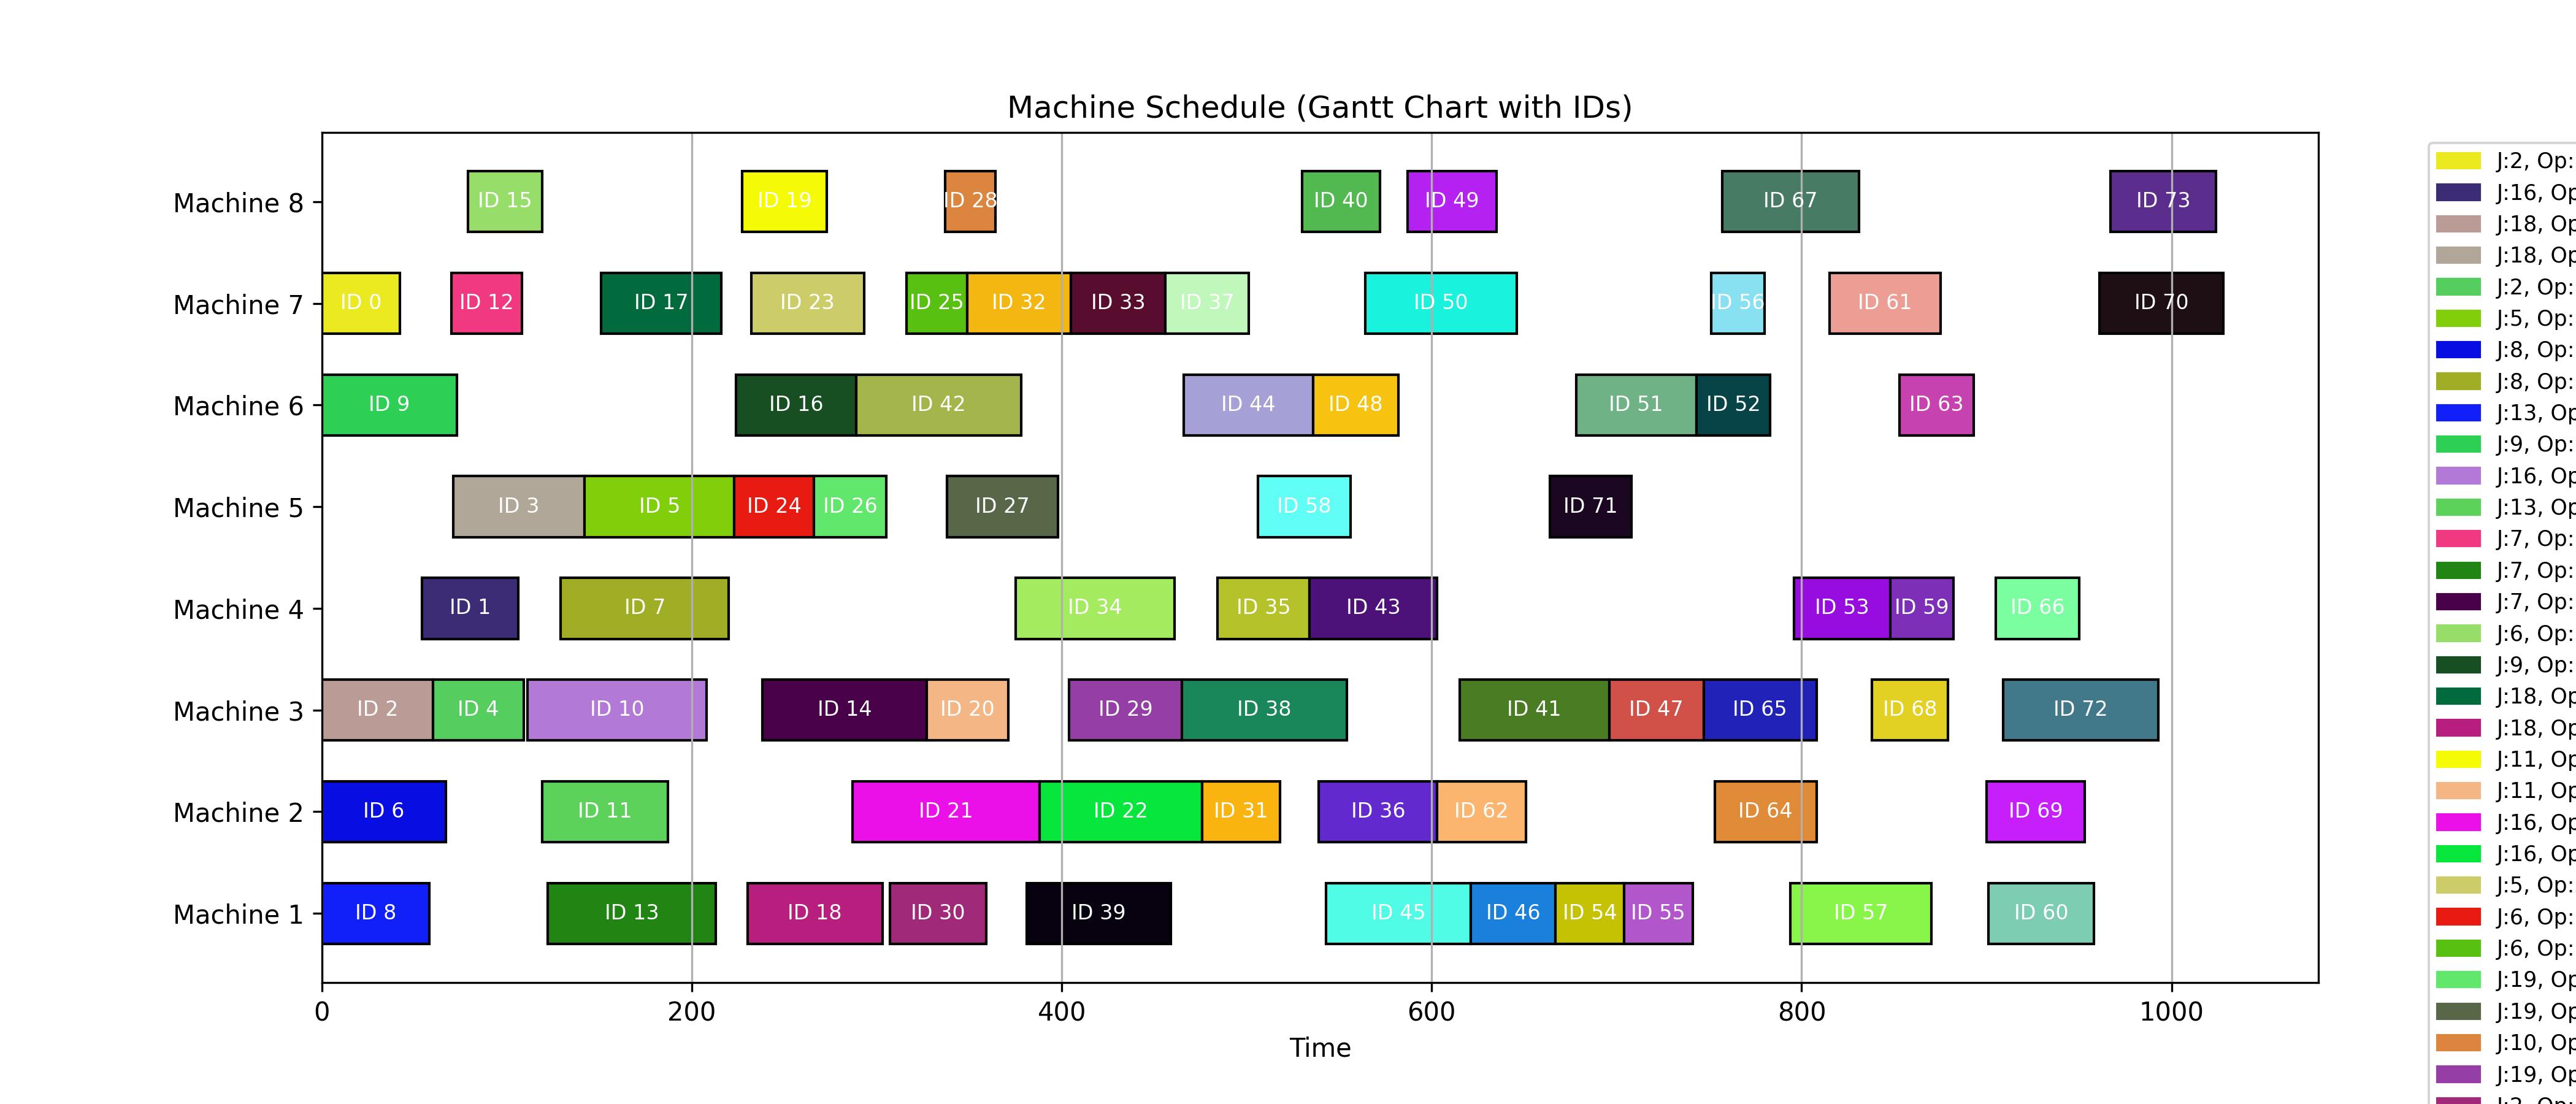 Machine Schedule (Gantt Chart with IDs)
Machine 8
ID 15
ID 19
ID 28
ID 40
ID 49
ID 67
ID 73
Machine 7
ID 0
ID 12
ID 17
ID 23
ID 25
ID 32
ID 33
ID 37
ID 50
ID 56
ID 61
ID 70
Machine 6
ID 9
ID 16
ID 42
ID 44
ID 48
ID 51
ID 52
ID 63
Machine 5
ID 3
ID 5
ID 24
ID 26
ID 27
ID 58
ID 71
Machine 4
ID 1
ID 7
ID 34
ID 35
ID 43
ID 53
ID 59
ID 66
Machine 3
ID 2
ID 4
ID 10
ID 14
ID 20
ID 29
ID 38
ID 41
ID 47
ID 65
ID 68
ID 72
Machine 2
ID 6
ID 11
ID 21
ID 22
ID 31
ID 36
ID 62
ID 64
ID 69
Machine 1
ID 8
ID 13
ID 18
ID 30
ID 39
ID 45
ID 46
ID 54
ID 55
ID 57
ID 60
0
200
400
600
800
1000
Time
J:2, Op:
J:16, Op
J:18, Op
J:18, Op
J:2, Op:
J:5, Op:
J:8, Op:
J:8, Op:
J:13, Op
J:9, Op:
J:16, Op
J:13, Op
J:7, Op:
J:7, Op:
J:7, Op:
J:6, Op:
J:9, Op:
J:18, Op
J:18, Op
J:11, Op
J:11, Op
J:16, Op
J:16, Op
J:5, Op:
J:6, Op:
J:6, Op:
J:19, Op
J:19, Op
J:10, Op
J:19, Op